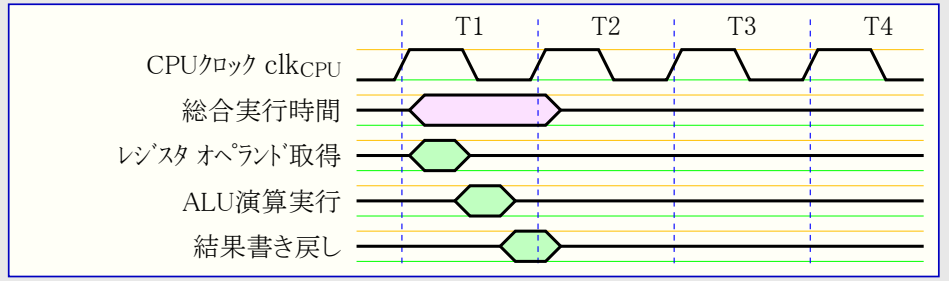 T1 T2 T3 T4
CPUｸﾛｯｸ clkCPU
総合実行時間
ﾚｼﾞｽﾀ ｵﾍﾟﾗﾝﾄﾞ取得
ALU演算実行
結果書き戻し